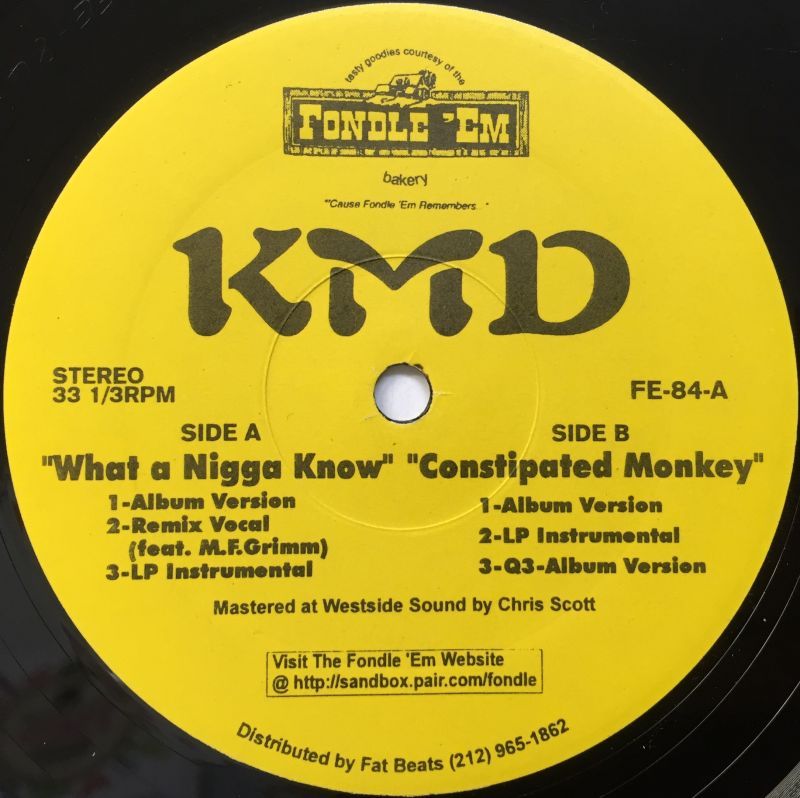 tasty goodies courtesy of the
FONDLE 'EM
bakery
"'Cause Fondle 'Em Remembers..."
KMD
STEREO
33 1/3RPM
FE-84-A
SIDE A
"What a Nigga Know"
1-Album Version
2-Remix Vocal
(feat. M.F.Grimm)
3-LP Instrumental
SIDE B
"Constipated Monkey"
1-Album Version
2-LP Instrumental
3-Q3-Album Version
Mastered at Westside Sound by Chris Scott
Visit The Fondle 'Em Website
@ http://sandbox.pair.com/fondle
Distributed by Fat Beats (212) 965-1862